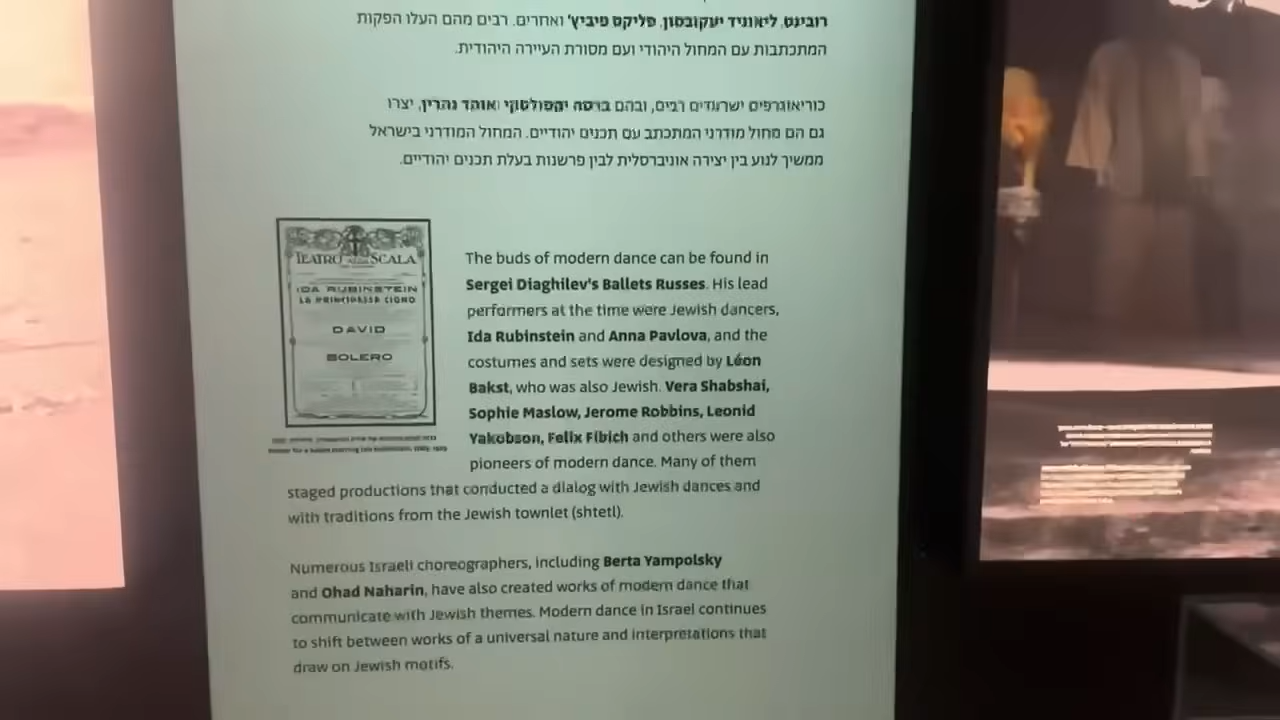 רובינס, ליאוניד יעקובסון, פליקס פיביץ' ואחרים. רבים מהם העלו הפקות
המתכתבות עם המחול היהודי ועם מסורת העיירה היהודית.
כוריאוגרפים ישראלים רבים, ובהם ברטה ימפולסקי ואוהד נהרין, יצרו
גם הם מחול מודרני המתכתב עם תכנים יהודיים. המחול המודרני בישראל
ממשיך לנוע בין יצירה אוניברסלית לבין פרשנות בעלת תכנים יהודיים.
TEATRO SCALA
IDA RUBINSTEIN
LA PRINCIPESSA CIGNO
DAVID
BOLERO
The buds of modern dance can be found in
Sergei Diaghilev's Ballets Russes. His lead
performers at the time were Jewish dancers,
Ida Rubinstein and Anna Pavlova, and the
costumes and sets were designed by Léon
Bakst, who was also Jewish. Vera Shabshai,
Sophie Maslow, Jerome Robbins, Leonid
Yakobson, Felix Fibich and others were also
pioneers of modern dance. Many of them
staged productions that conducted a dialog with Jewish dances and
with traditions from the Jewish townlet (shtetl).
Numerous Israeli choreographers, including Berta Yampolsky
and Ohad Naharin, have also created works of modern dance that
communicate with Jewish themes. Modern dance in Israel continues
to shift between works of a universal nature and interpretations that
draw on Jewish motifs.